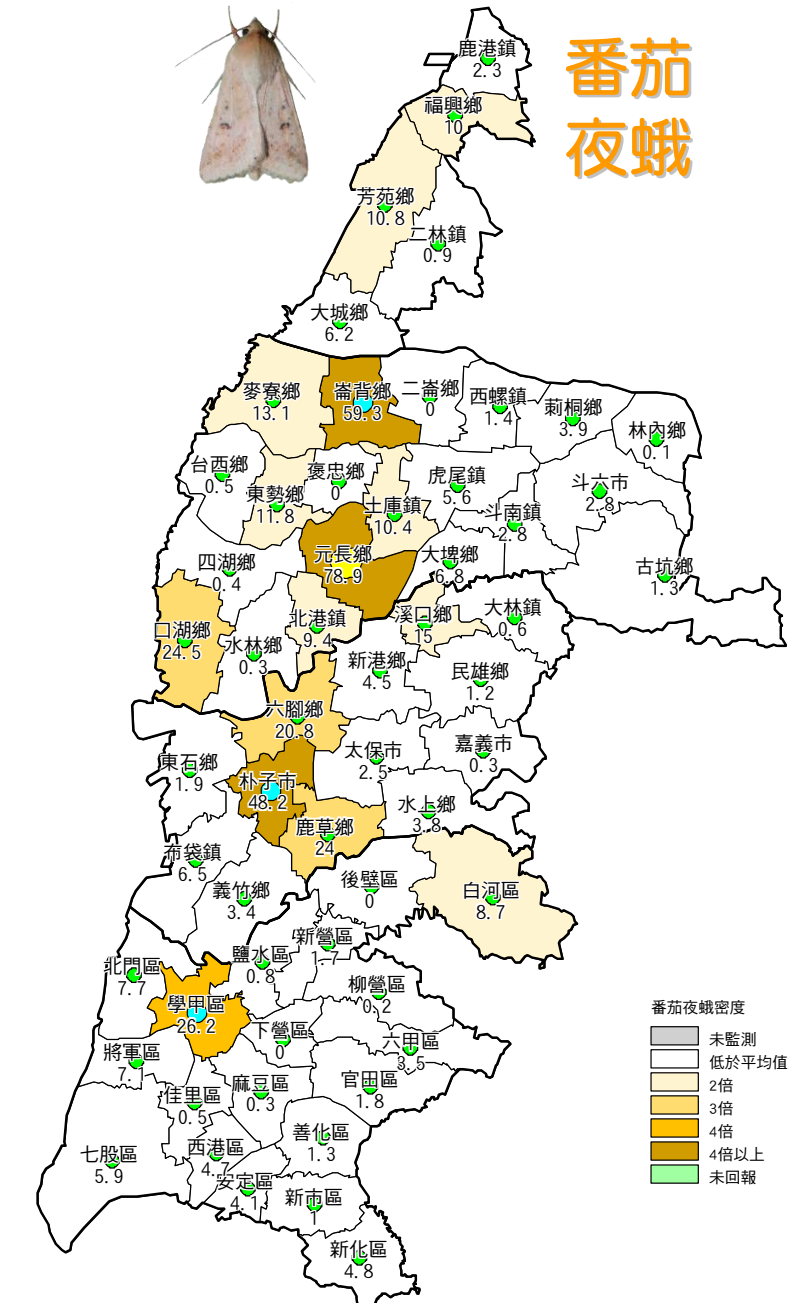 番茄
夜蛾
鹿港鎮
2.3
福興鄉
10
芳苑鄉
10.8
二林鎮
0.9
大城鄉
6.2
麥寮鄉
13.1
崙背鄉
59.3
二崙鄉
0
西螺鎮
1.4
莿桐鄉
3.9
林內鄉
0.1
台西鄉
0.5
東勢鄉
11.8
褒忠鄉
0
土庫鎮
10.4
虎尾鎮
5.6
斗南鎮
2.8
斗六市
2.8
四湖鄉
0.4
元長鄉
78.9
大埤鄉
6.8
古坑鄉
1.3
口湖鄉
24.5
水林鄉
0.3
北港鎮
9.4
溪口鄉
15
大林鎮
0.6
新港鄉
4.5
民雄鄉
1.2
六腳鄉
20.8
東石鄉
1.9
朴子市
48.2
太保市
2.5
嘉義市
0.3
鹿草鄉
24
水上鄉
3.8
布袋鎮
6.5
義竹鄉
3.4
後壁區
0
白河區
8.7
北門區
7.7
學甲區
26.2
鹽水區
0.8
新營區
1.7
柳營區
0.2
下營區
0
六甲區
3.5
將軍區
7.1
佳里區
0.5
麻豆區
0.3
官田區
1.8
七股區
5.9
西港區
4.7
善化區
1.3
安定區
4.1
新市區
1
新化區
4.8
番茄夜蛾密度
未監測
低於平均值
2倍
3倍
4倍
4倍以上
未回報